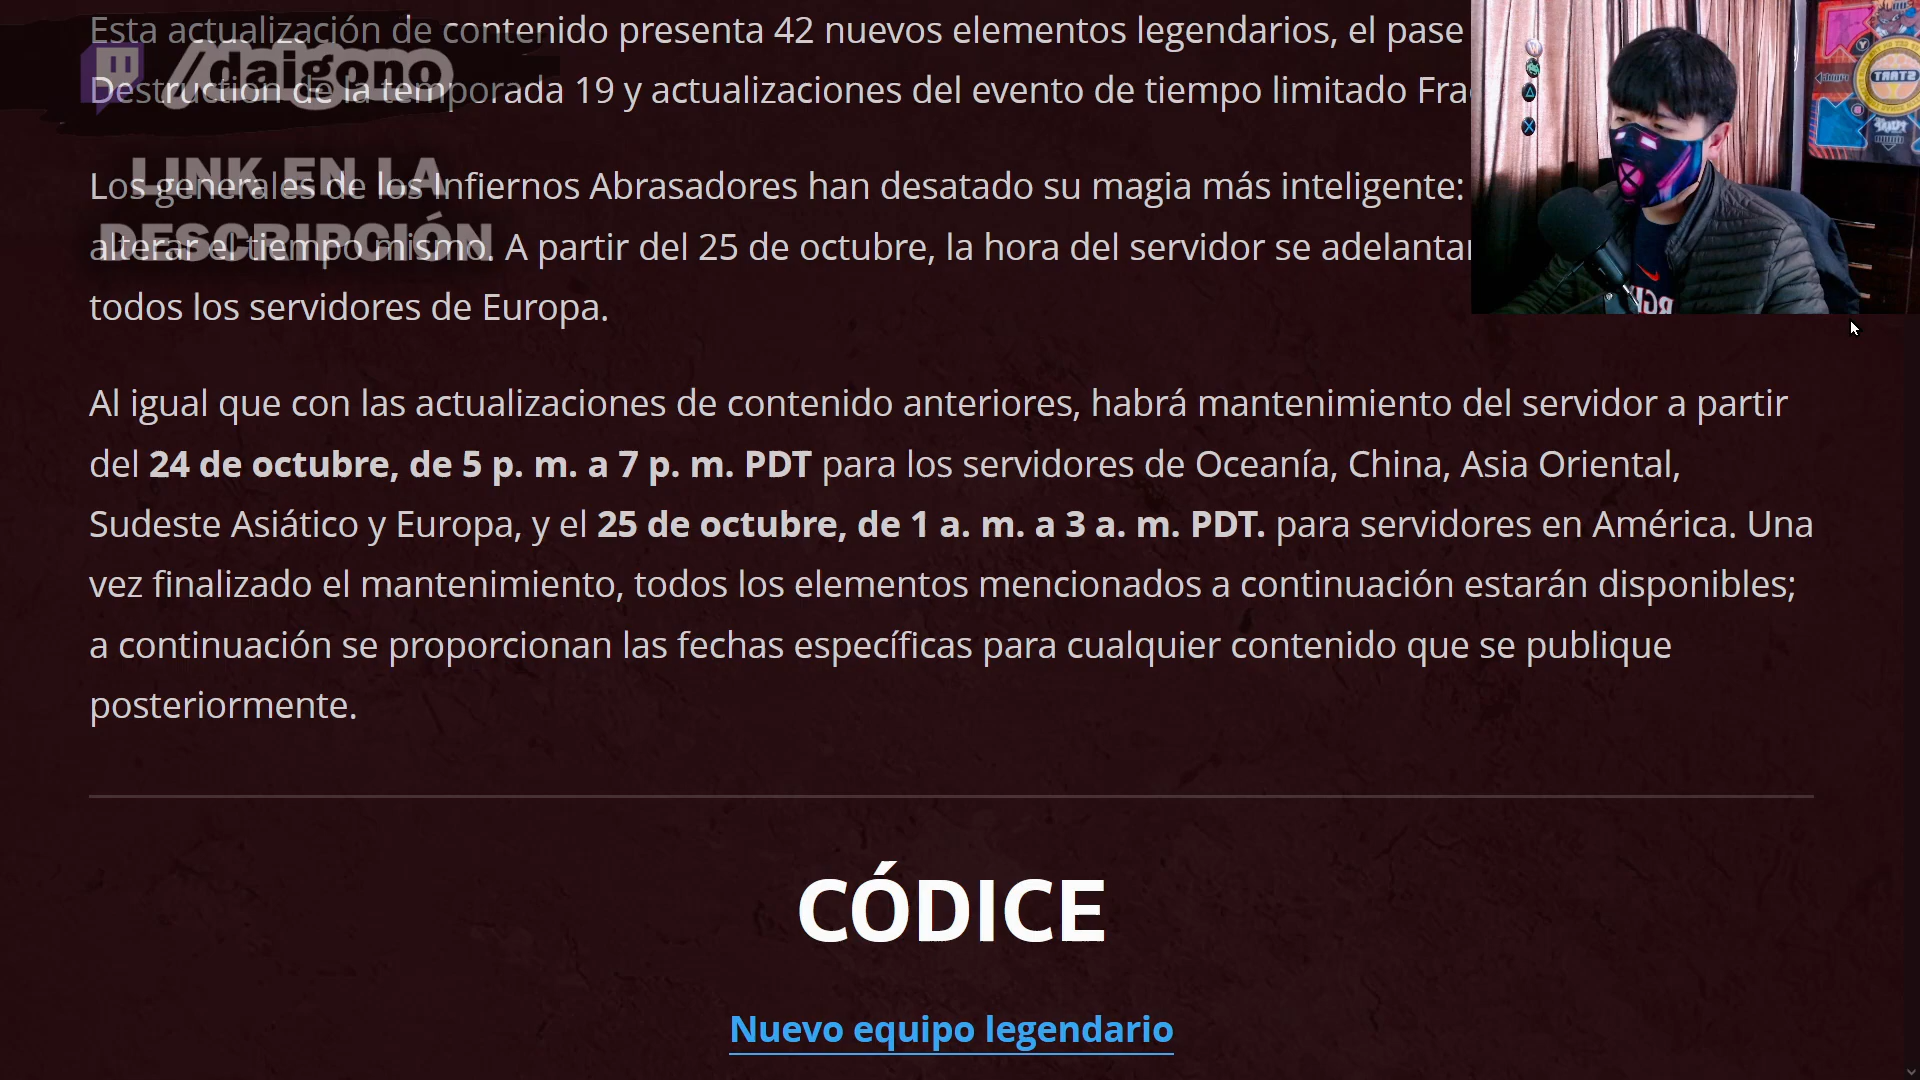 Esta actualización de contenido presenta 42 nuevos elementos legendarios, el pase
/daigono
Destruction de la temporada 19 y actualizaciones del evento de tiempo limitado
LINK EN LA
Los generales de los Infiernos Abrasadores han desatado su magia más inteligente:
DESCRIPCIÓN
alterar el tiempo mismo. A partir del 25 de octubre, la hora del servidor se
todos los servidores de Europa.
Al igual que con las actualizaciones de contenido anteriores, habrá mantenimiento del servidor a partir
del 24 de octubre, de 5 p. m. a 7 p. m. PDT para los servidores de Oceanía, China, Asia Oriental,
Sudeste Asiático y Europa, y el 25 de octubre, de 1 a. m. a 3 a. m. PDT. para servidores en América. Una
vez finalizado el mantenimiento, todos los elementos mencionados a continuación estarán disponibles;
a continuación se proporcionan las fechas específicas para cualquier contenido que se publique
posteriormente.
CÓDICE
Nuevo equipo legendario
START